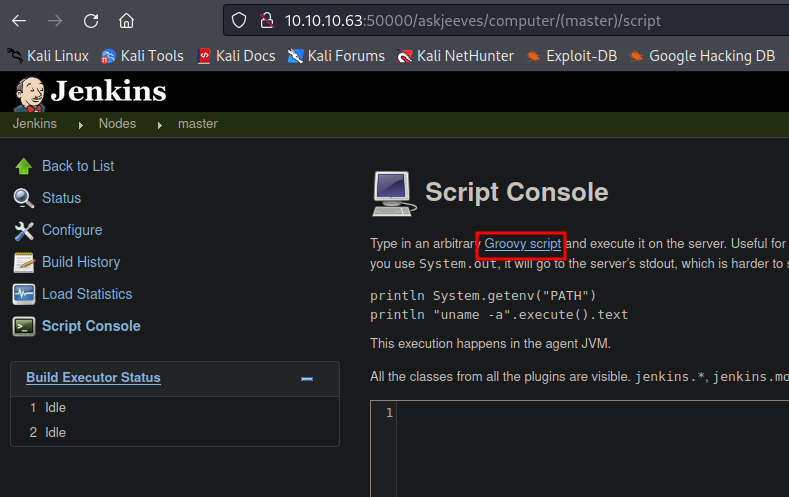 10.10.10.63:50000/askjeeves/computer/(master)/script
Kali Linux Kali Tools Kali Docs Kali Forums Kali NetHunter Exploit-DB Google Hacking DB
Jenkins
Jenkins Nodes master
Back to List
Status
Configure
Build History
Load Statistics
Script Console
Build Executor Status
1 Idle
2 Idle
Script Console
Type in an arbitrary Groovy script and execute it on the server. Useful for
you use System.out, it will go to the server's stdout, which is harder to
println System.getenv("PATH")
println "uname -a".execute().text
This execution happens in the agent JVM.
All the classes from all the plugins are visible. jenkins.*, jenkins.mo
1